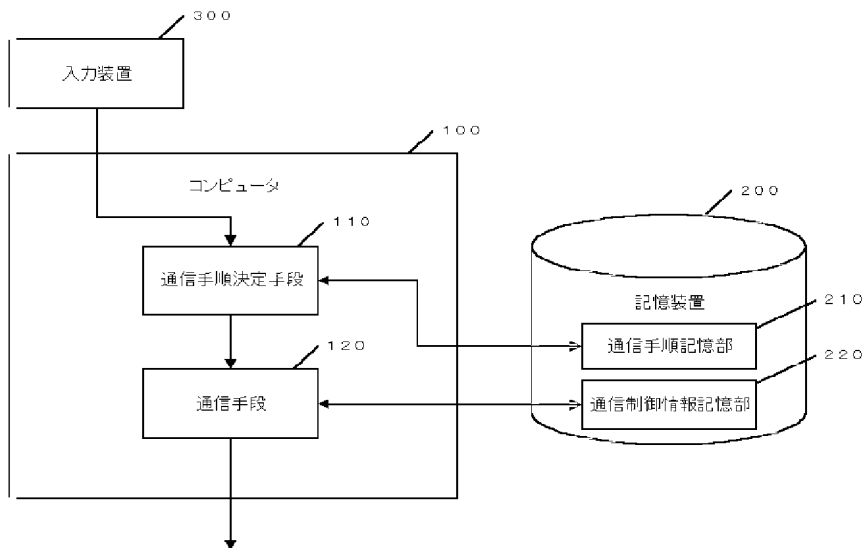 ３００
入力装置
１００
コンピュータ
２００
１１０
通信手順決定手段
記憶装置
２１０
通信手順記憶部
１２０
２２０
通信手段
通信制御情報記憶部